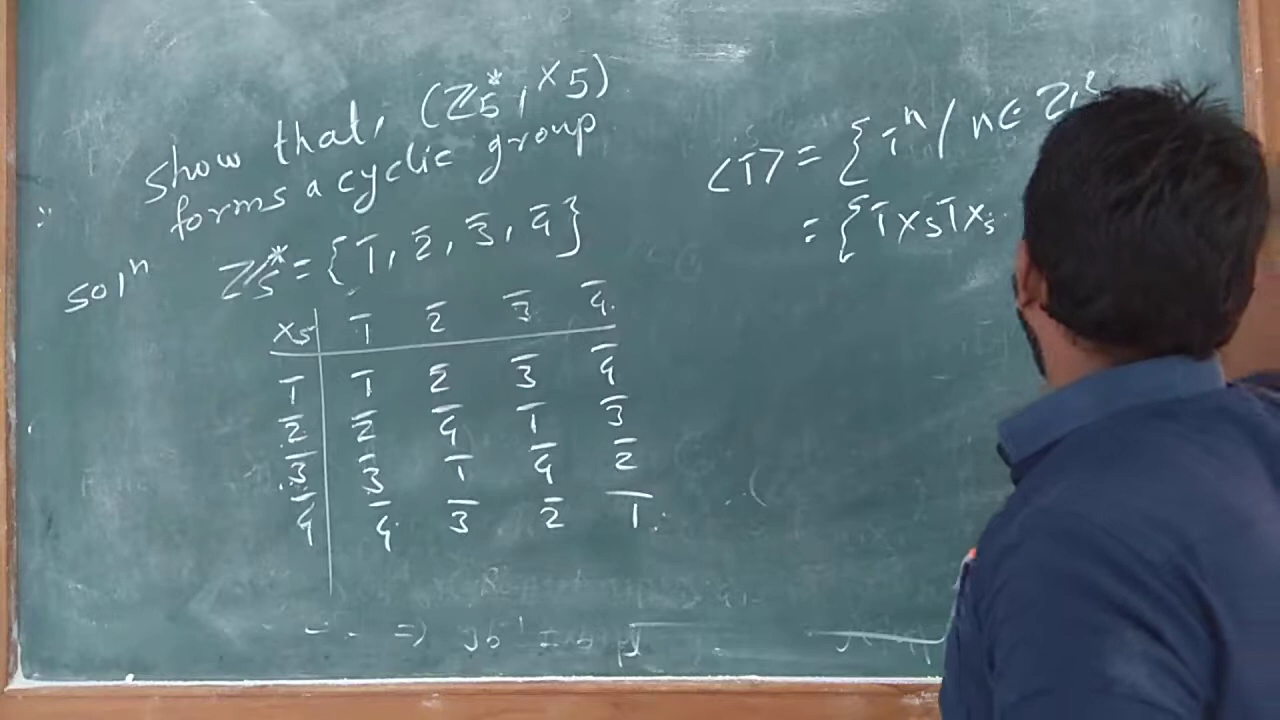 Show that, (Z₅*, ×5)
forms a cyclic group
Solⁿ Z₅* = { 1̄, 2̄, 3̄, 4̄ }
×5 1̄ 2̄ 3̄ 4̄
1̄ 1̄ 2̄ 3̄ 4̄
2̄ 2̄ 4̄ 1̄ 3̄
3̄ 3̄ 1̄ 4̄ 2̄
4̄ 4̄ 3̄ 2̄ 1̄
<1̄> = { 1̄ⁿ / n ∈ Z }
= { 1̄ ×5 1̄ ×5